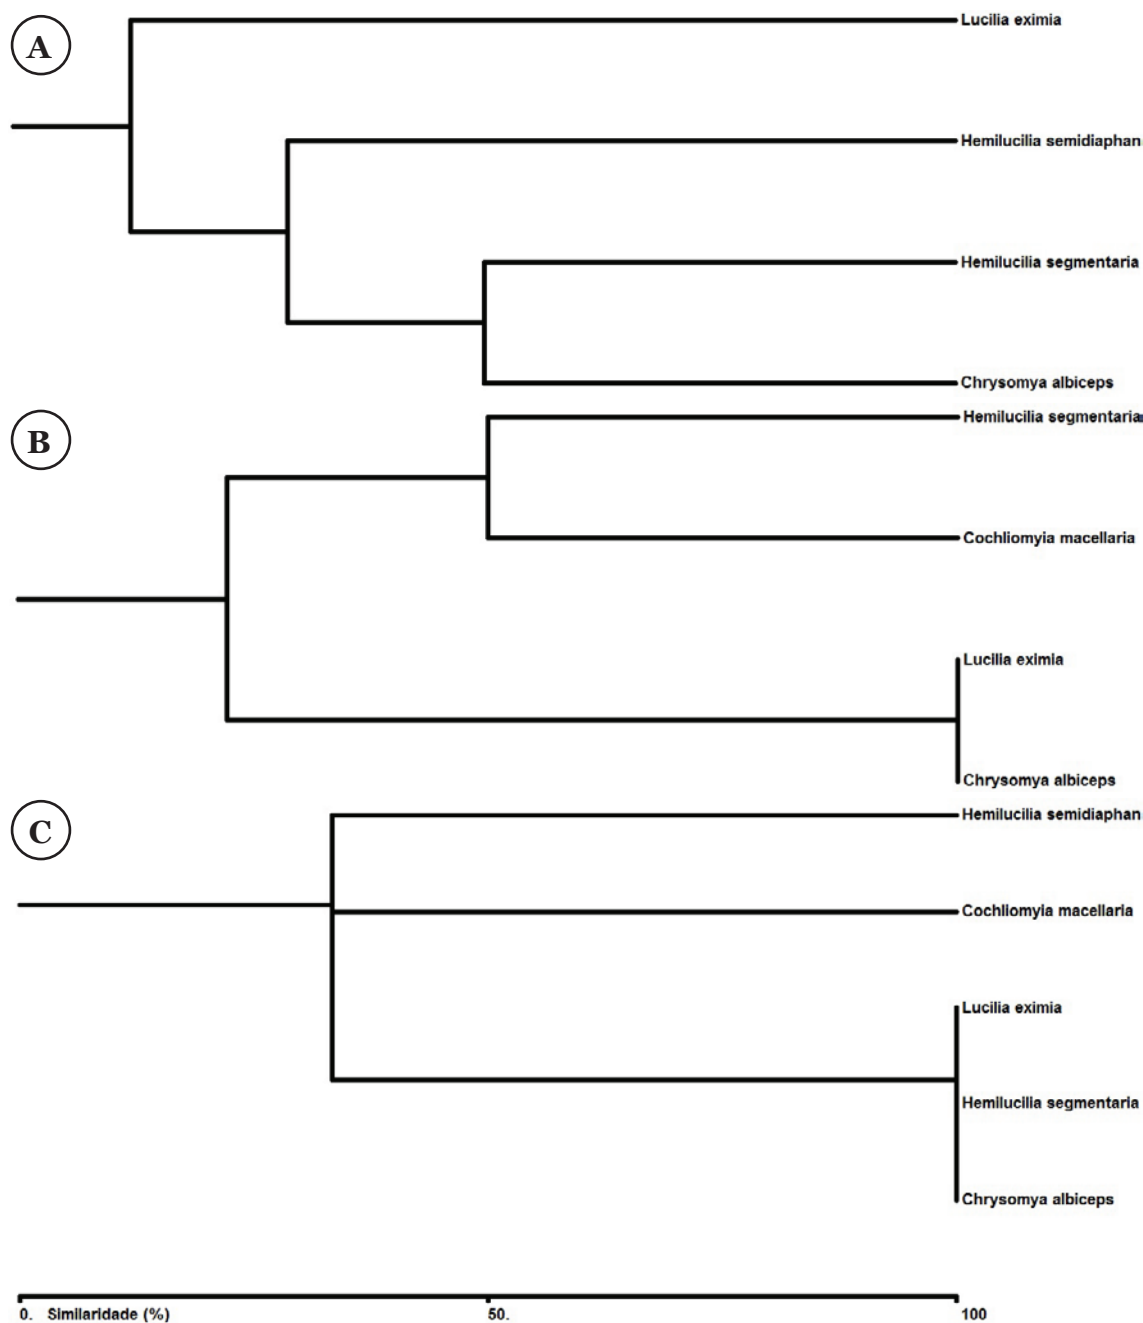 A
Lucilia eximia
Hemilucilia semidiaphan
Hemilucilia segmentaria
Chrysomya albiceps
B
Hemilucilia segmentaria
Cochliomyia macellaria
Lucilia eximia
Chrysomya albiceps
C
Hemilucilia semidiaphan
Cochliomyia macellaria
Lucilia eximia
Hemilucilia segmentaria
Chrysomya albiceps
0. Similaridade (%) 50. 100